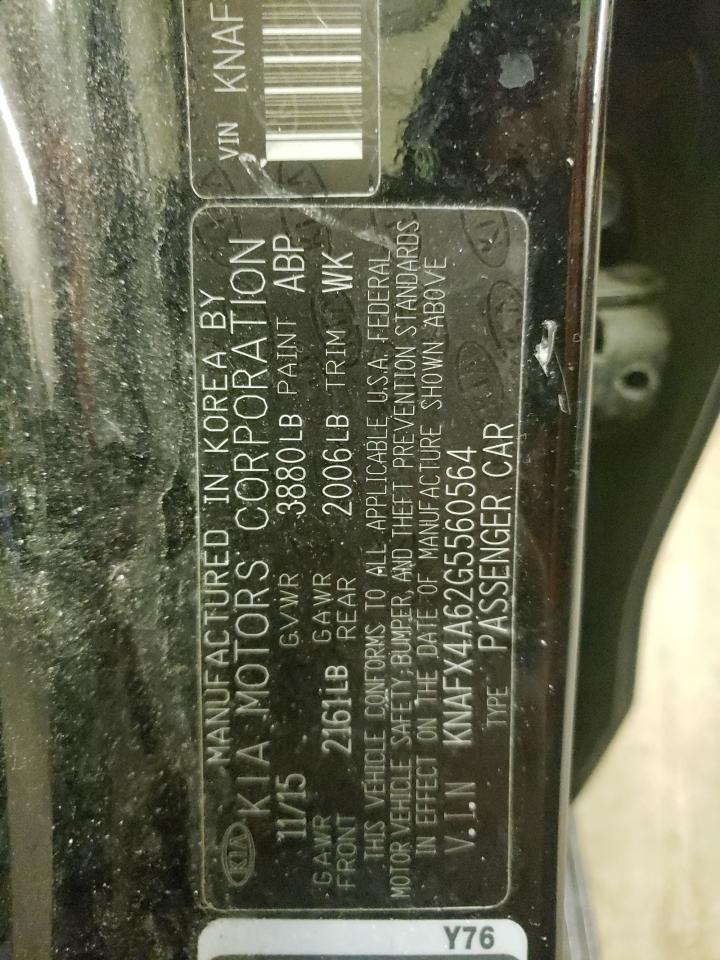 VIN KNAF
KIA
MANUFACTURED IN KOREA BY
KIA MOTORS CORPORATION
11/15 G.VWR 3880LB PAINT ABP
GAWR FRONT 2161LB GAWR REAR 2006LB TRIM WK
THIS VEHICLE CONFORMS TO ALL APPLICABLE U.S.A. FEDERAL
MOTOR VEHICLE SAFETY, BUMPER, AND THEFT PREVENTION STANDARDS
IN EFFECT ON THE DATE OF MANUFACTURE SHOWN ABOVE
V.I.N KNAFX4A62G5560564
TYPE PASSENGER CAR
Y76